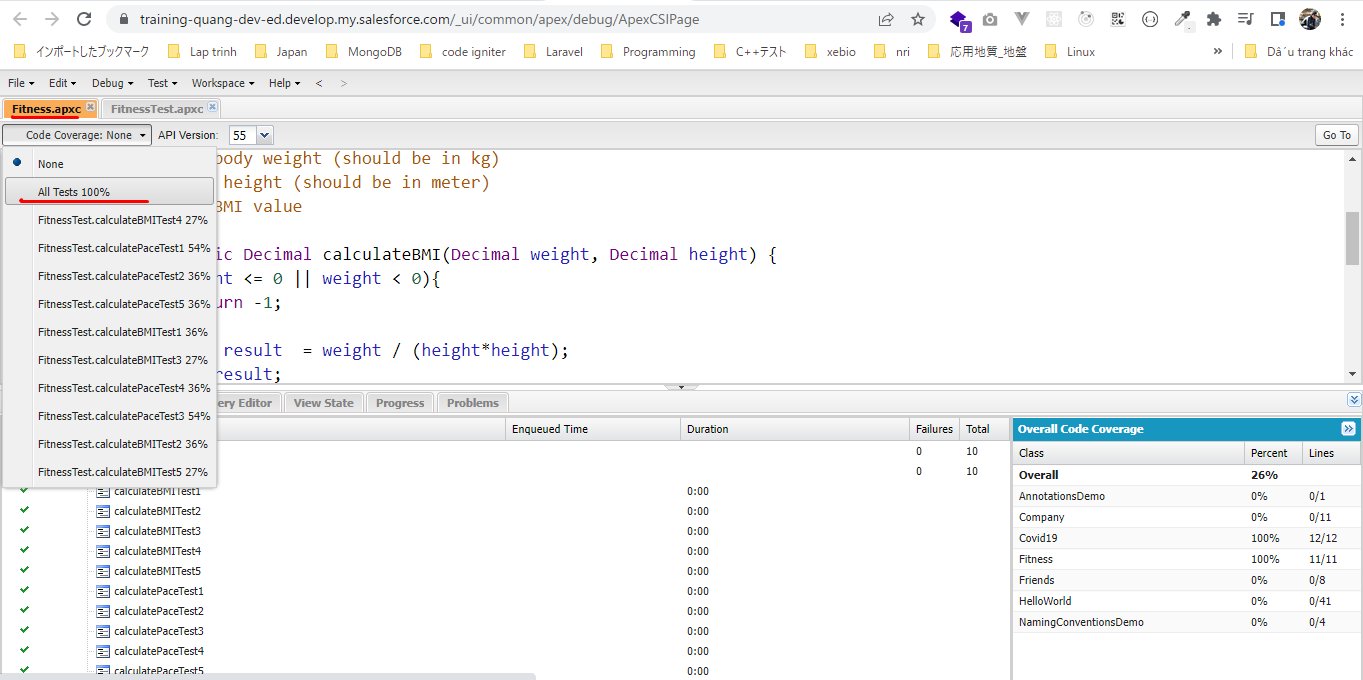 training-quang-dev-ed.develop.my.salesforce.com/_ui/common/apex/debug/ApexCSIPage
7
インポートしたブックマーク Lap trinh Japan MongoDB code igniter Laravel Programming C++テスト xebio nri 応用地質_地盤 Linux » Dấu trang khác
File Edit Debug Test Workspace Help < >
Fitness.apxc FitnessTest.apxc
Code Coverage: None API Version: 55 Go To
None
All Tests 100%
FitnessTest.calculateBMITest4 27%
FitnessTest.calculatePaceTest1 54%
FitnessTest.calculatePaceTest2 36%
FitnessTest.calculatePaceTest5 36%
FitnessTest.calculateBMITest1 36%
FitnessTest.calculateBMITest3 27%
FitnessTest.calculatePaceTest4 36%
FitnessTest.calculatePaceTest3 54%
FitnessTest.calculateBMITest2 36%
FitnessTest.calculateBMITest5 27%
body weight (should be in kg)
height (should be in meter)
BMI value
ic Decimal calculateBMI(Decimal weight, Decimal height) {
ht <= 0 || weight < 0){
urn -1;
result = weight / (height*height);
result;
ery Editor View State Progress Problems
Enqueued Time Duration Failures Total
0 10
0 10
calculateBMITest1 0:00
calculateBMITest2 0:00
calculateBMITest3 0:00
calculateBMITest4 0:00
calculateBMITest5 0:00
calculatePaceTest1 0:00
calculatePaceTest2 0:00
calculatePaceTest3 0:00
calculatePaceTest4 0:00
calculatePaceTest5 0:00
Overall Code Coverage
Class Percent Lines
Overall 26%
AnnotationsDemo 0% 0/1
Company 0% 0/11
Covid19 100% 12/12
Fitness 100% 11/11
Friends 0% 0/8
HelloWorld 0% 0/41
NamingConventionsDemo 0% 0/4